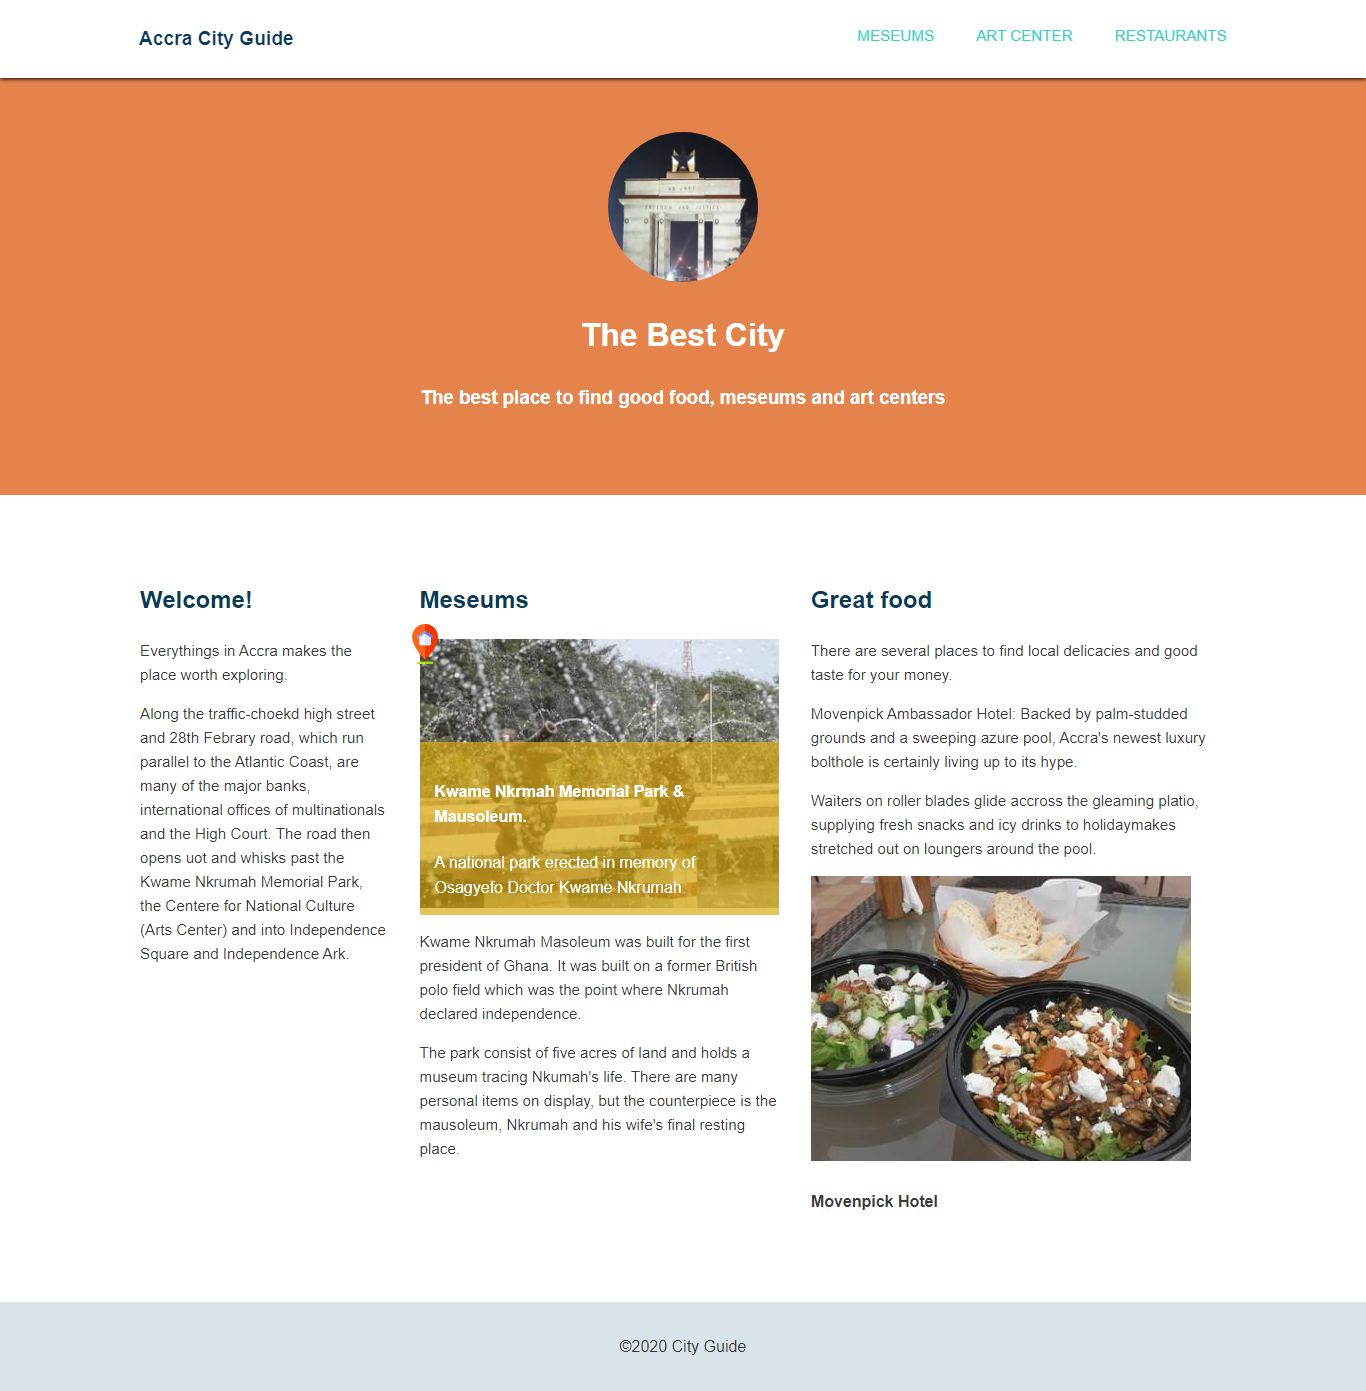 Accra City Guide
MESEUMS ART CENTER RESTAURANTS
FREEDOM AND JUSTICE
The Best City
The best place to find good food, meseums and art centers
Welcome!
Everythings in Accra makes the
place worth exploring.
Along the traffic-choekd high street
and 28th Febrary road, which run
parallel to the Atlantic Coast, are
many of the major banks,
international offices of multinationals
and the High Court. The road then
opens uot and whisks past the
Kwame Nkrumah Memorial Park,
the Centere for National Culture
(Arts Center) and into Independence
Square and Independence Ark.
Meseums
Kwame Nkrmah Memorial Park &
Mausoleum.
A national park erected in memory of
Osagyefo Doctor Kwame Nkrumah.
Kwame Nkrumah Masoleum was built for the first
president of Ghana. It was built on a former British
polo field which was the point where Nkrumah
declared independence.
The park consist of five acres of land and holds a
museum tracing Nkumah's life. There are many
personal items on display, but the counterpiece is the
mausoleum, Nkrumah and his wife's final resting
place.
Great food
There are several places to find local delicacies and good
taste for your money.
Movenpick Ambassador Hotel: Backed by palm-studded
grounds and a sweeping azure pool, Accra's newest luxury
bolthole is certainly living up to its hype.
Waiters on roller blades glide accross the gleaming platio,
supplying fresh snacks and icy drinks to holidaymakes
stretched out on loungers around the pool.
Movenpick Hotel
©2020 City Guide